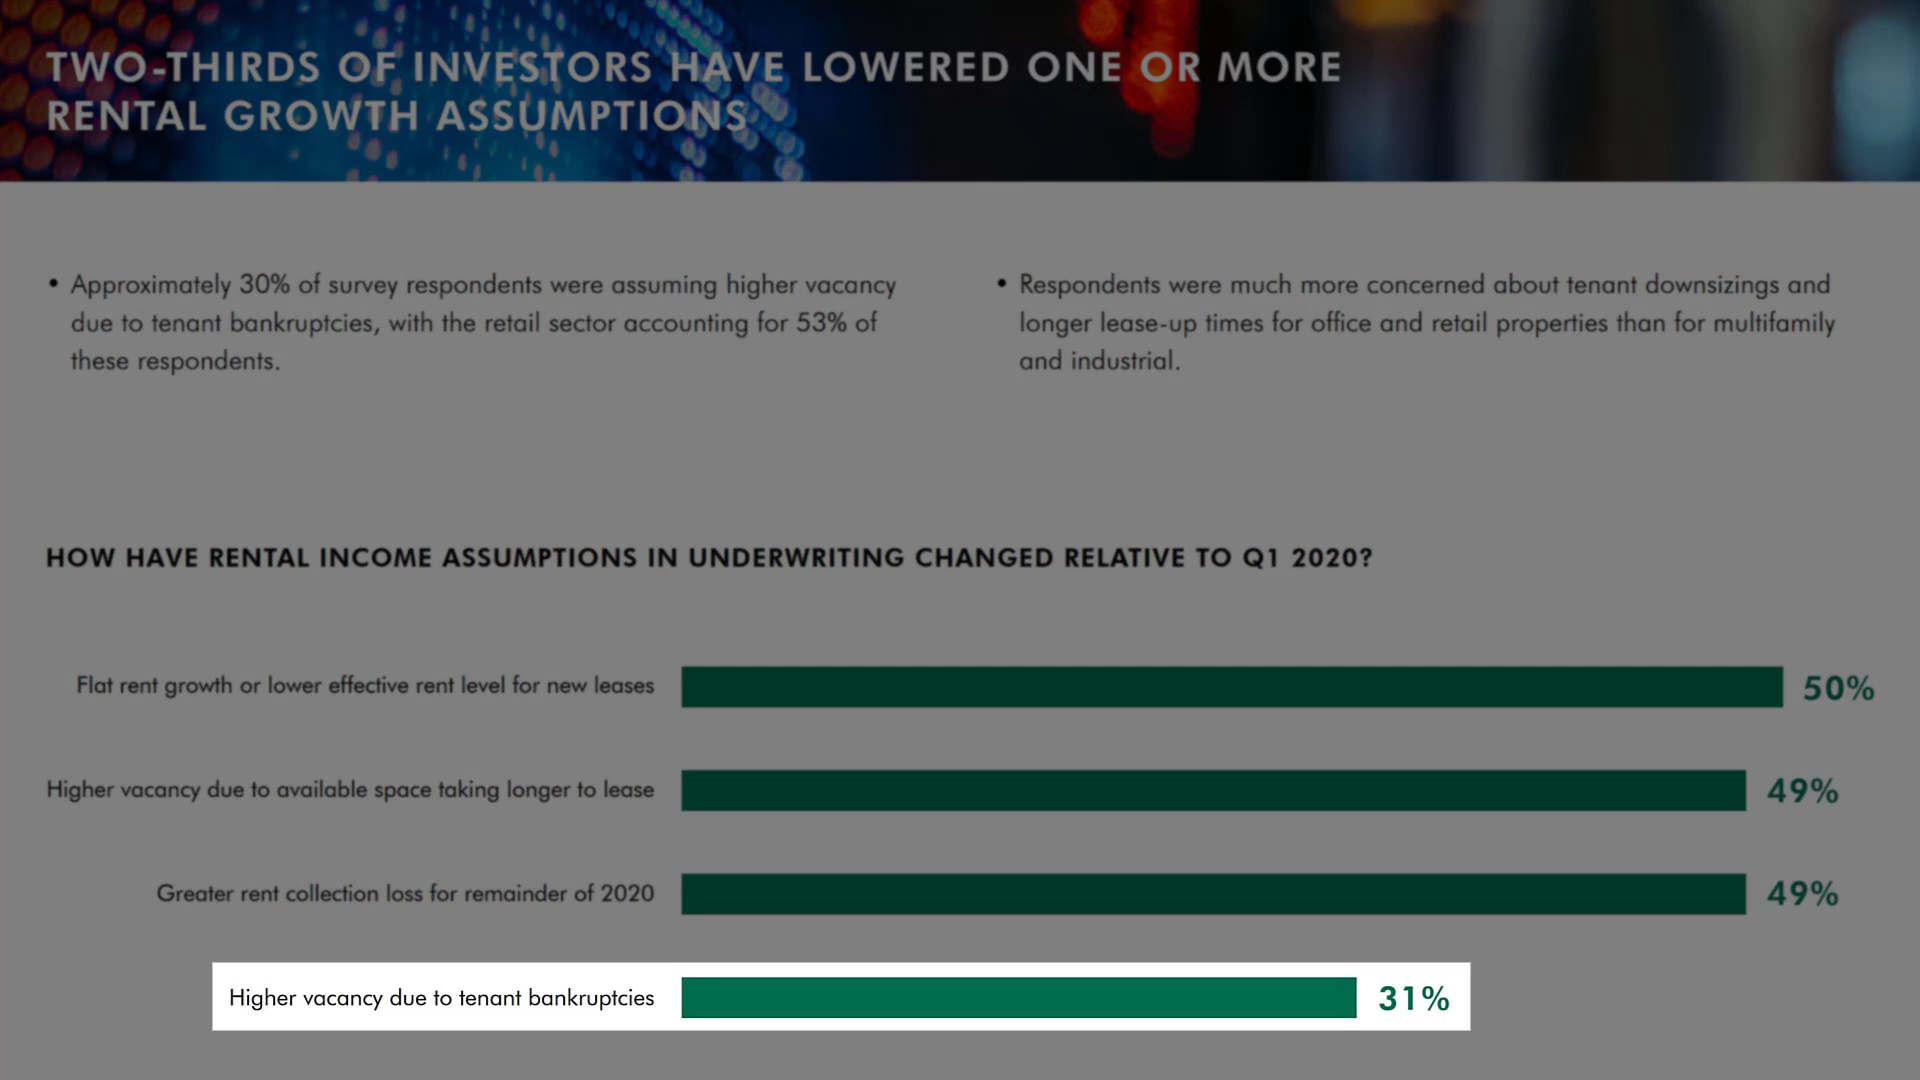 TWO-THIRDS OF INVESTORS HAVE LOWERED ONE OR MORE
RENTAL GROWTH ASSUMPTIONS
• Approximately 30% of survey respondents were assuming higher vacancy
due to tenant bankruptcies, with the retail sector accounting for 53% of
these respondents.
• Respondents were much more concerned about tenant downsizings and
longer lease-up times for office and retail properties than for multifamily
and industrial.
HOW HAVE RENTAL INCOME ASSUMPTIONS IN UNDERWRITING CHANGED RELATIVE TO Q1 2020?
Flat rent growth or lower effective rent level for new leases 50%
Higher vacancy due to available space taking longer to lease 49%
Greater rent collection loss for remainder of 2020 49%
Higher vacancy due to tenant bankruptcies 31%